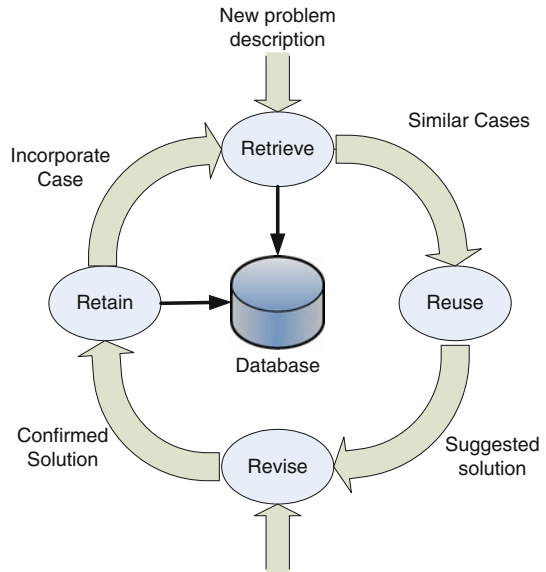 New problem
description
Retrieve
Similar Cases
Incorporate
Case
Retain
Reuse
Database
Confirmed
Solution
Suggested
solution
Revise